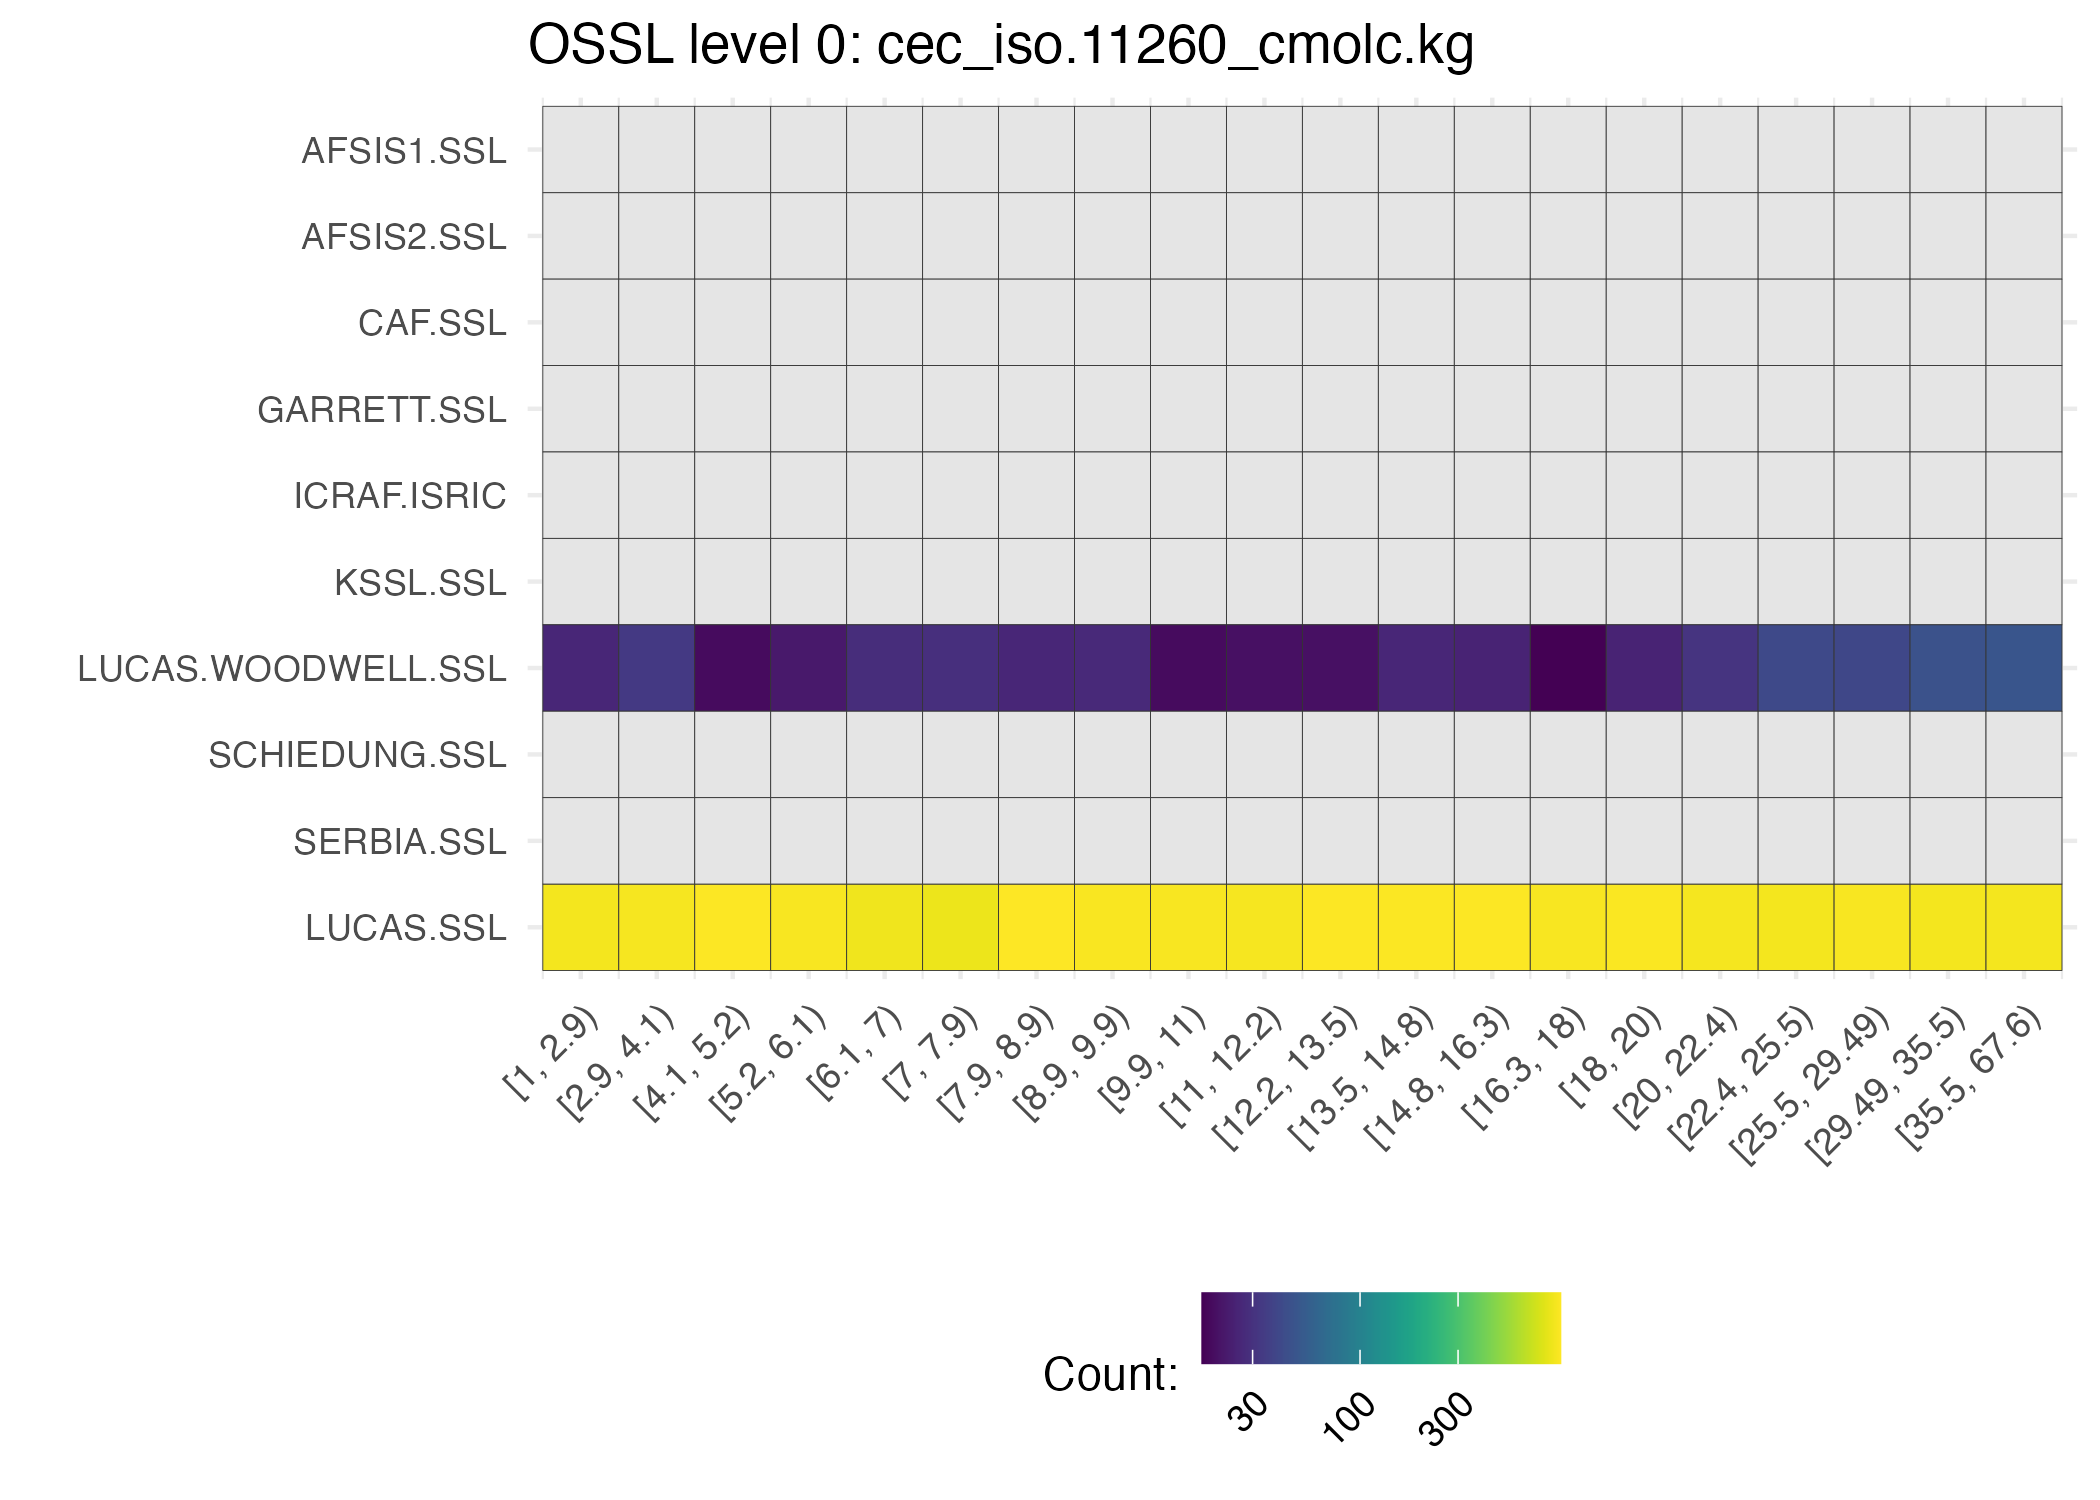 OSSL level 0: cec_iso.11260_cmolc.kg
AFSIS1.SSL
AFSIS2.SSL
CAF.SSL
GARRETT.SSL
ICRAF.ISRIC
KSSL.SSL
LUCAS.WOODWELL.SSL
SCHIEDUNG.SSL
SERBIA.SSL
LUCAS.SSL
[1, 2.9)
[2.9, 4.1)
[4.1, 5.2)
[5.2, 6.1)
[6.1, 7)
[7, 7.9)
[7.9, 8.9)
[8.9, 9.9)
[9.9, 11)
[11, 12.2)
[12.2, 13.5)
[13.5, 14.8)
[14.8, 16.3)
[16.3, 18)
[18, 20)
[20, 22.4)
[22.4, 25.5)
[25.5, 29.49)
[29.49, 35.5)
[35.5, 67.6)
Count:
30
100
300